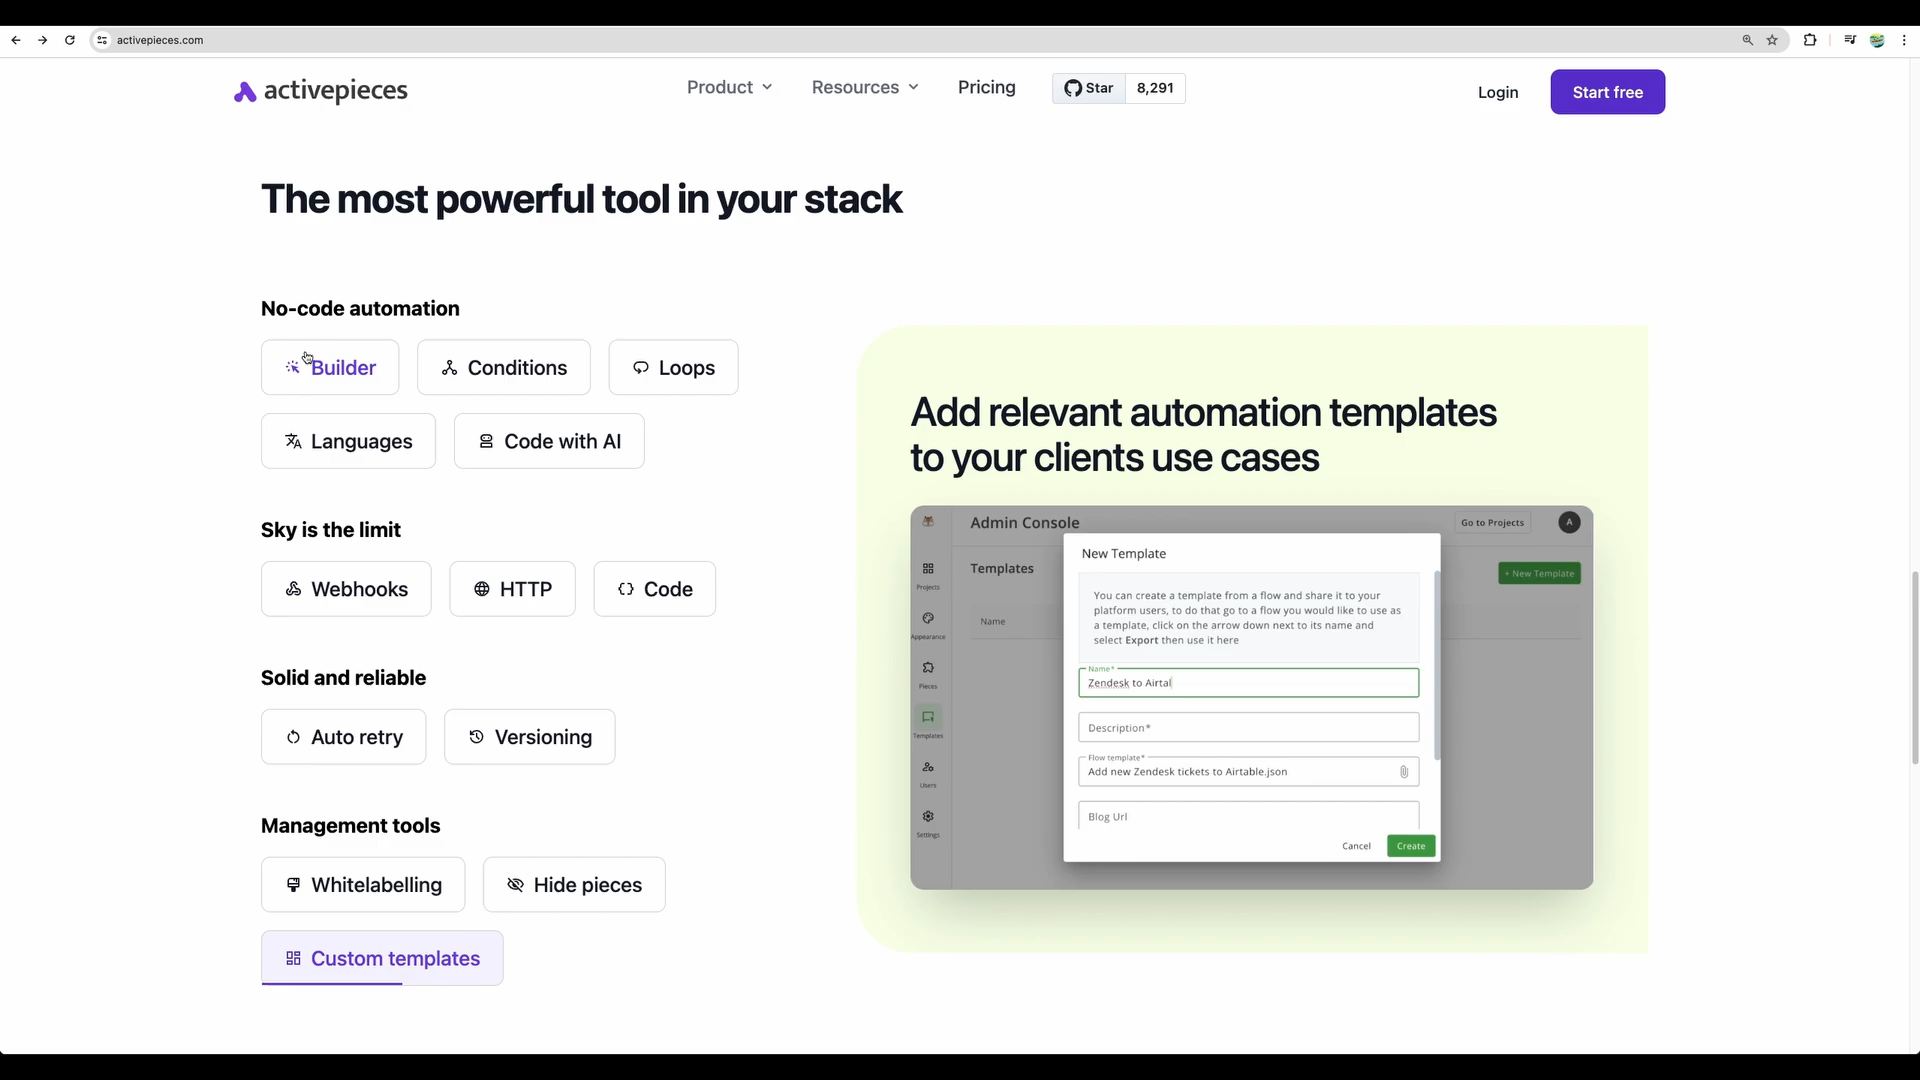 activepieces.com
activepieces
Product
Resources
Pricing
Star
8,291
Login
Start free
The most powerful tool in your stack
No-code automation
Builder
Conditions
Loops
Languages
Code with AI
Sky is the limit
Webhooks
HTTP
Code
Solid and reliable
Auto retry
Versioning
Management tools
Whitelabelling
Hide pieces
Custom templates
Add relevant automation templates
to your clients use cases
Admin Console
Go to Projects
A
Projects
Appearance
Pieces
Templates
Users
Settings
Templates
+ New Template
Name
New Template
You can create a template from a flow and share it to your
platform users, to do that go to a flow you would like to use as
a template, click on the arrow down next to its name and
select Export then use it here
Name*
Zendesk to Airtal
Description*
Flow template*
Add new Zendesk tickets to Airtable.json
Blog Url
Cancel
Create